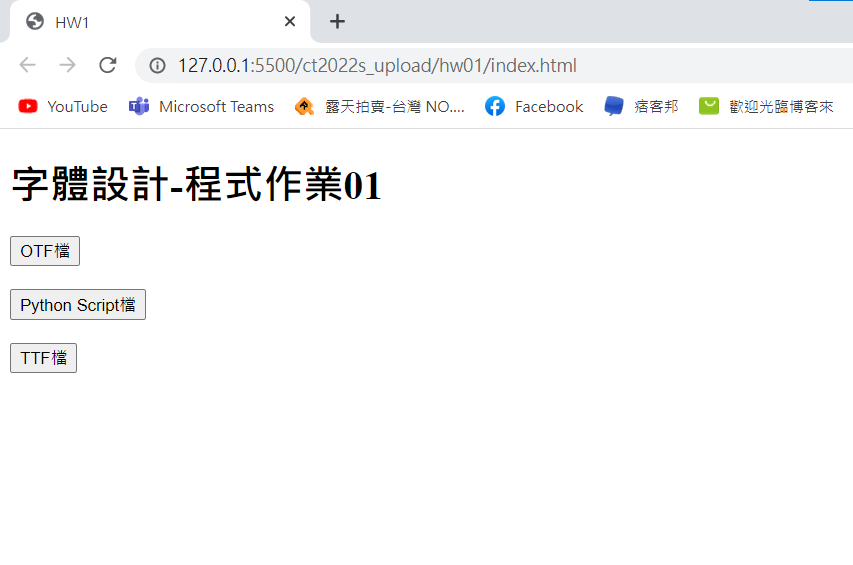 HW1
127.0.0.1:5500/ct2022s_upload/hw01/index.html
YouTube Microsoft Teams 露天拍賣-台灣 NO.... Facebook 痞客邦 歡迎光臨博客來
字體設計-程式作業01
OTF檔
Python Script檔
TTF檔